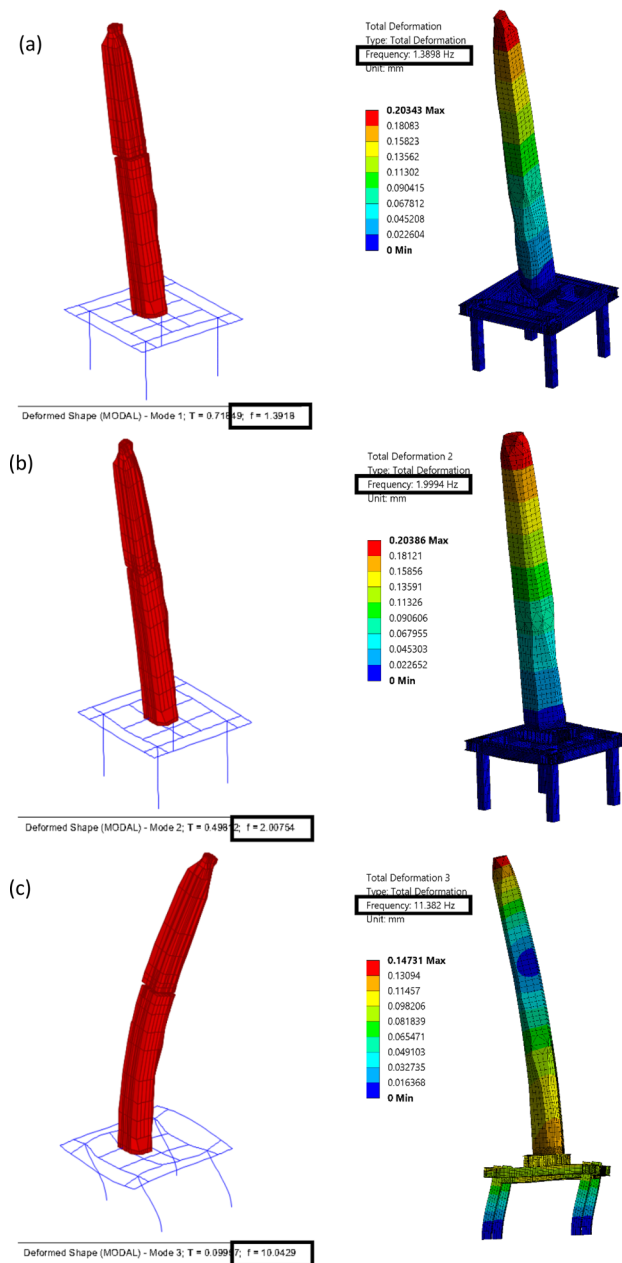 (a)
Total Deformation
Type: Total Deformation
Frequency: 1.3898 Hz
Unit: mm
0.20343 Max
0.18083
0.15823
0.13562
0.11302
0.090415
0.067812
0.045208
0.022604
0 Min
Deformed Shape (MODAL) - Mode 1; T = 0.71849; f = 1.3918
(b)
Total Deformation 2
Type: Total Deformation
Frequency: 1.9994 Hz
Unit: mm
0.20386 Max
0.18121
0.15856
0.13591
0.11326
0.090606
0.067955
0.045303
0.022652
0 Min
Deformed Shape (MODAL) - Mode 2; T = 0.49812; f = 2.00754
(c)
Total Deformation 3
Type: Total Deformation
Frequency: 11.382 Hz
Unit: mm
0.14731 Max
0.13094
0.11457
0.098206
0.081839
0.065471
0.049103
0.032735
0.016368
0 Min
Deformed Shape (MODAL) - Mode 3; T = 0.09957; f = 10.0429